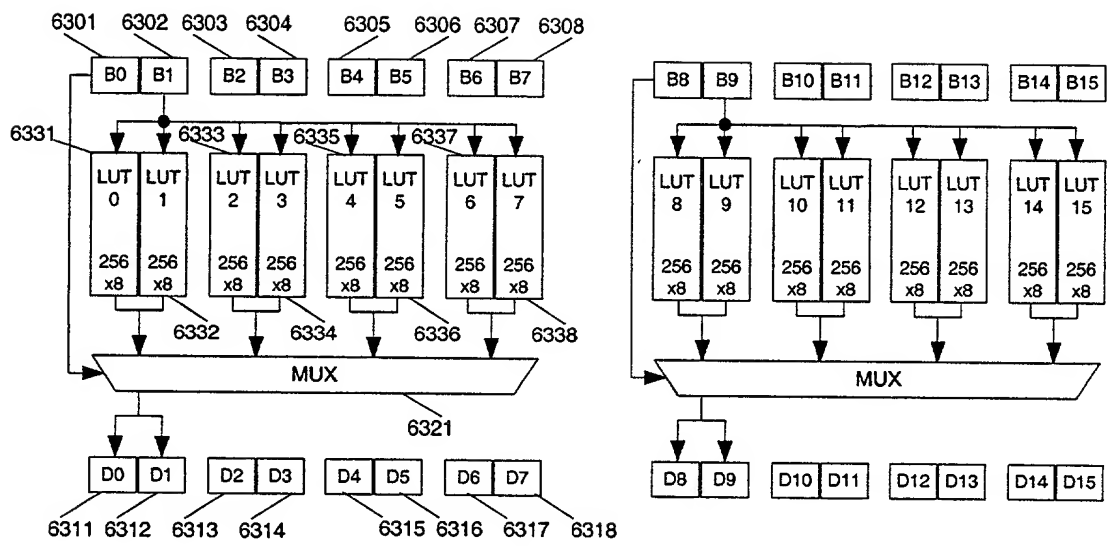 6301 6302 6303 6304 6305 6306 6307 6308
B0 B1 B2 B3 B4 B5 B6 B7
B8 B9 B10 B11 B12 B13 B14 B15
6331 6333 6335 6337
LUT LUT LUT LUT LUT LUT LUT LUT
0 1 2 3 4 5 6 7
256 256 256 256 256 256 256 256
x8 x8 x8 x8 x8 x8 x8 x8
LUT LUT LUT LUT LUT LUT LUT LUT
8 9 10 11 12 13 14 15
256 256 256 256 256 256 256 256
x8 x8 x8 x8 x8 x8 x8 x8
6332 6334 6336 6338
MUX
MUX
6321
D0 D1 D2 D3 D4 D5 D6 D7
D8 D9 D10 D11 D12 D13 D14 D15
6311 6312 6313 6314 6315 6316 6317 6318